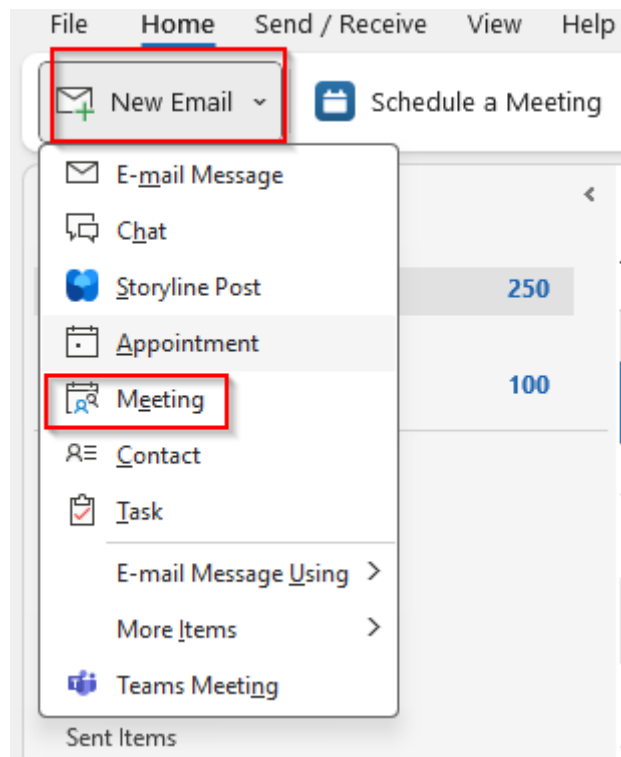 File Home Send / Receive View Help
New Email Schedule a Meeting
E-mail Message
Chat
Storyline Post
250
Appointment
Meeting
100
Contact
Task
E-mail Message Using
More Items
Teams Meeting
Sent Items